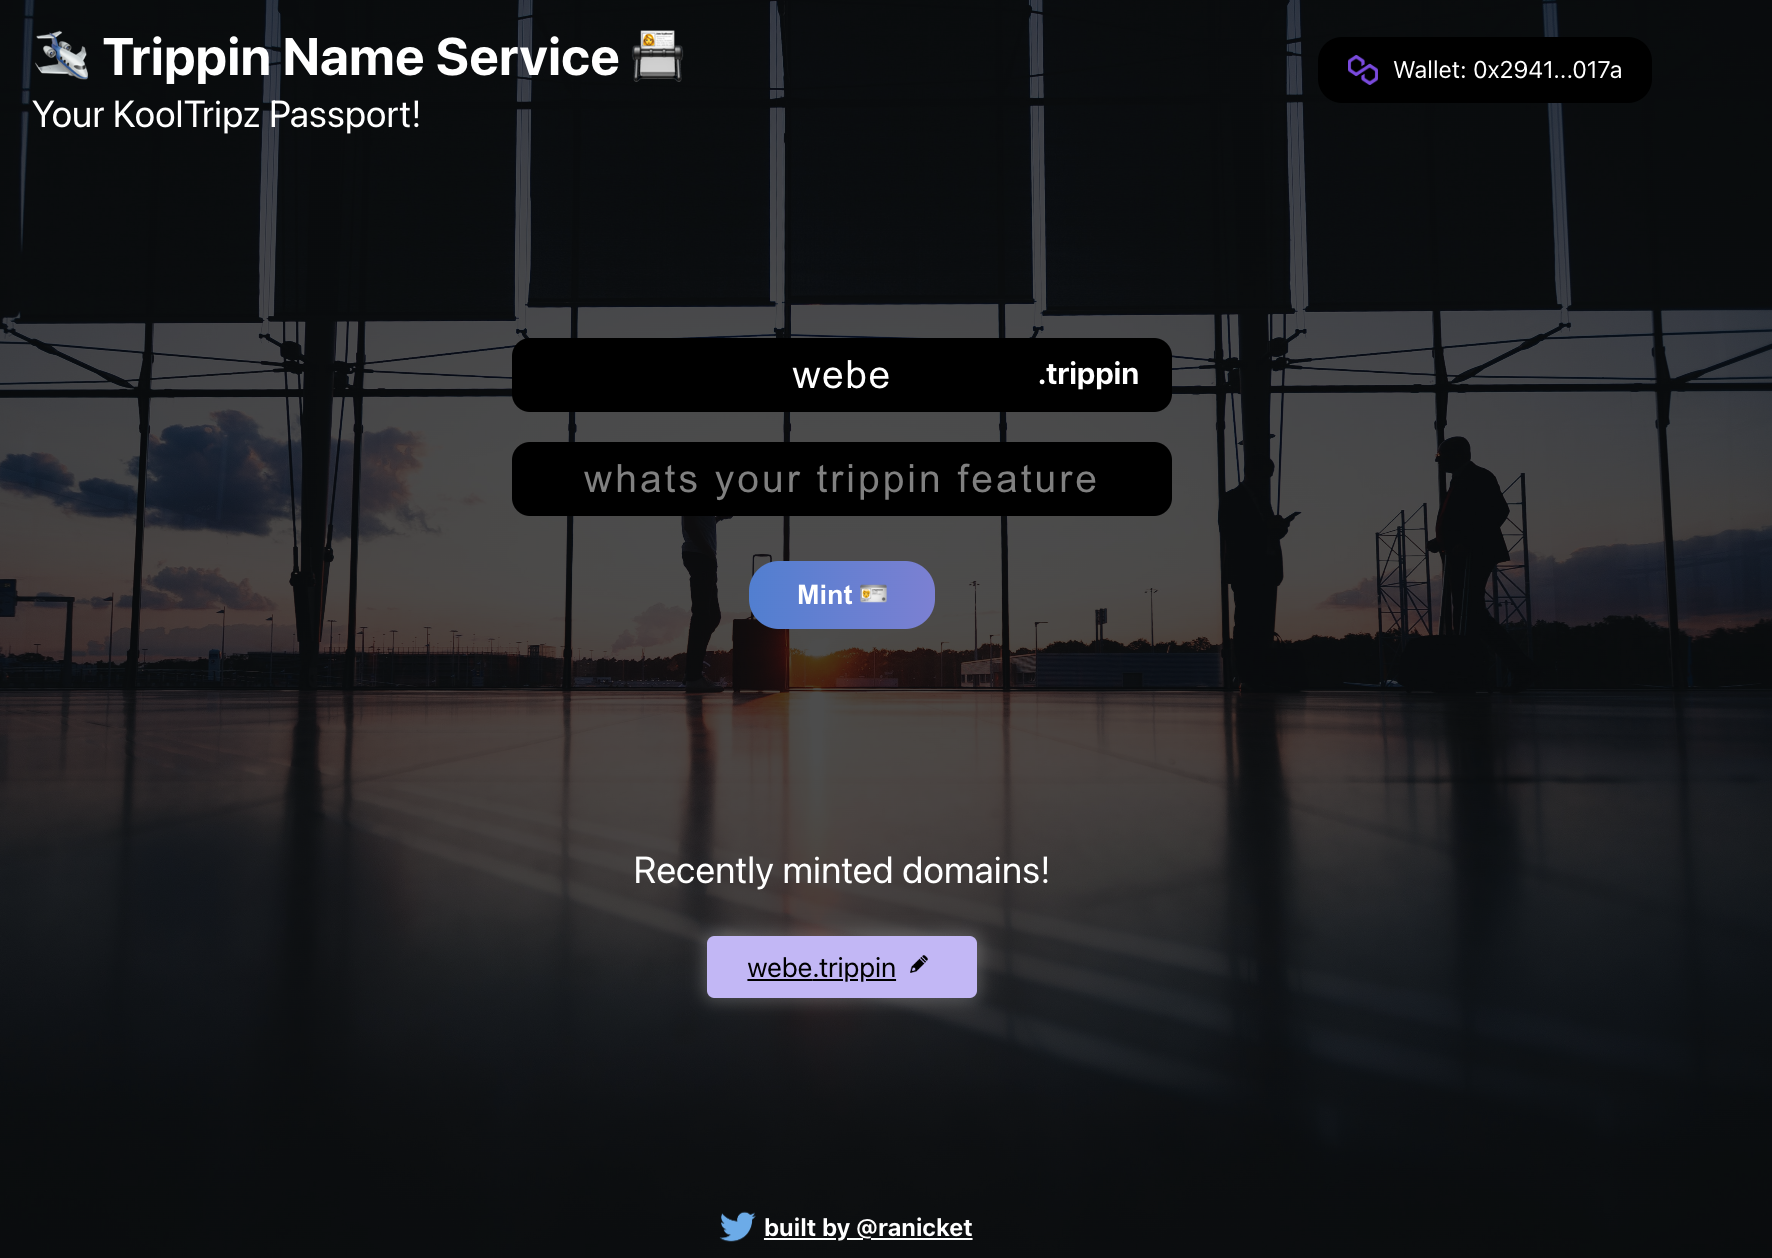 Trippin Name Service
Your KoolTripz Passport!
Wallet: 0x2941...017a
webe .trippin
whats your trippin feature
Mint
Recently minted domains!
webe.trippin
built by @ranicket